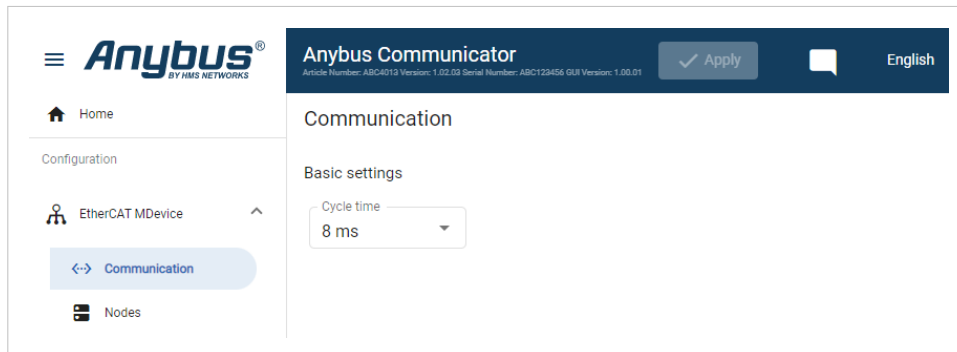 Anybus®
BY HMS NETWORKS
Anybus Communicator
Article Number: ABC4013 Version: 1.02.03 Serial Number: ABC123456 GUI Version: 1.00.01
Apply
English
Home
Configuration
EtherCAT MDevice
Communication
Nodes
Communication
Basic settings
Cycle time
8 ms